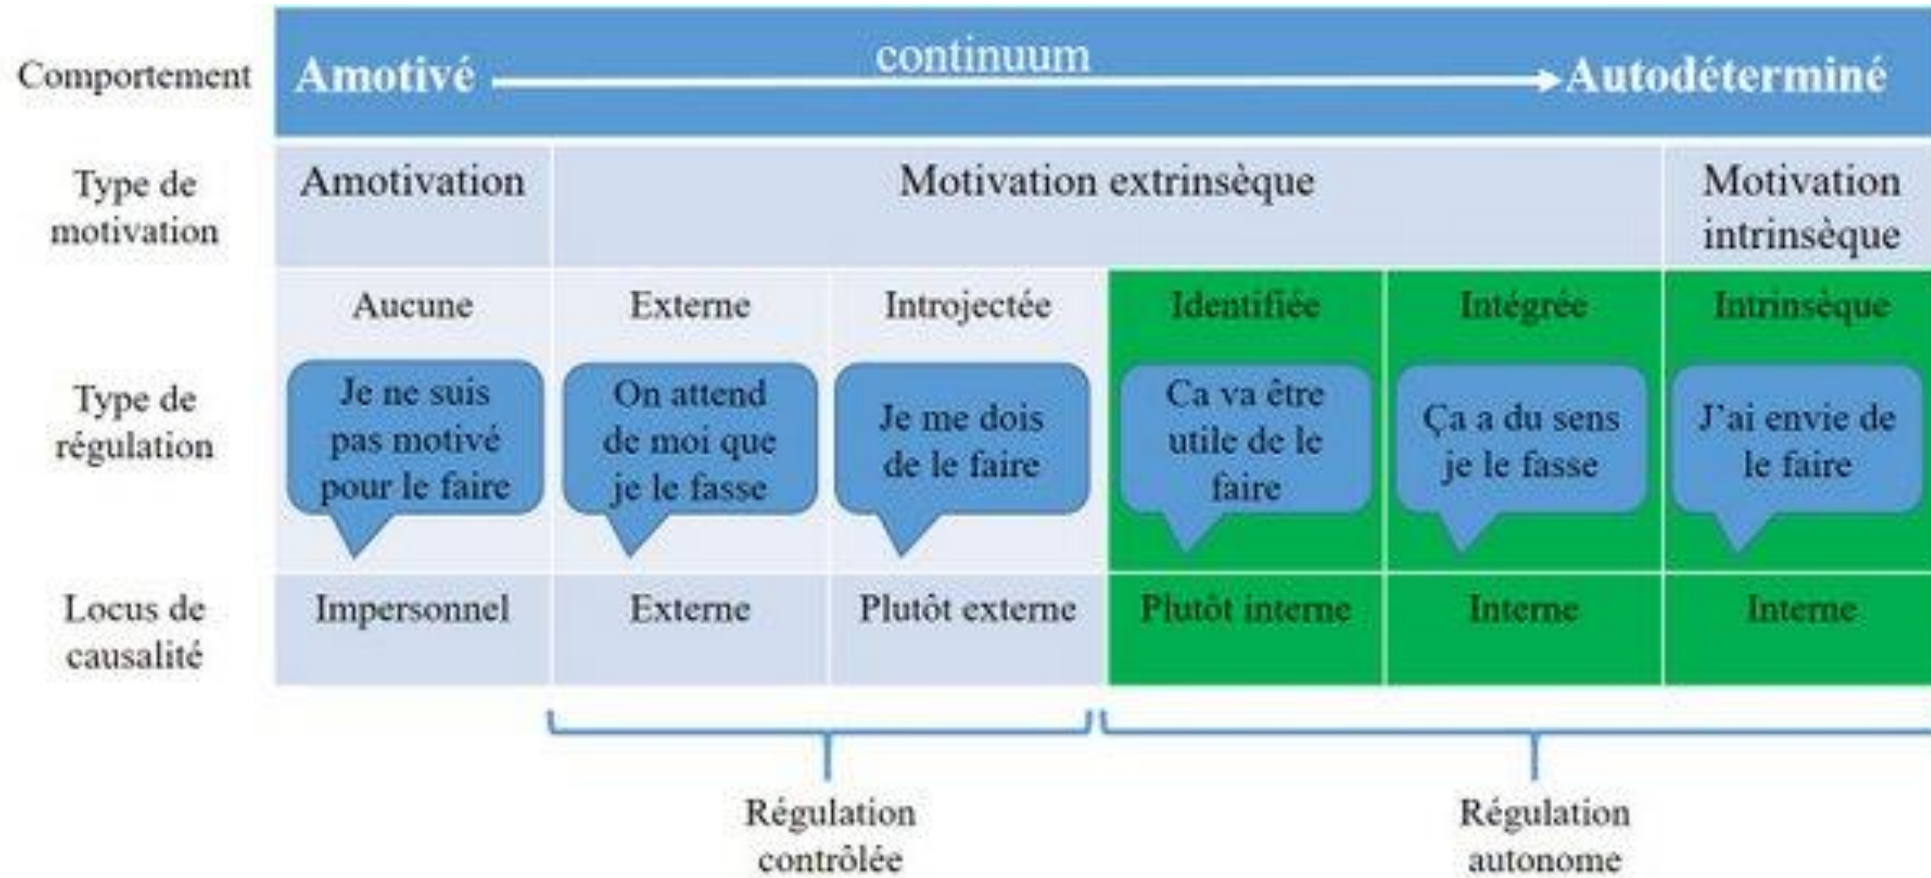 Comportement
Amotivé
continuum
Autodéterminé
Type de
motivation
Amotivation
Motivation extrinsèque
Motivation
intrinsèque
Type de
régulation
Aucune
Externe
Introjectée
Identifiée
Intégrée
Intrinsèque
Je ne suis
pas motivé
pour le faire
On attend
de moi que
je le fasse
Je me dois
de le faire
Ca va être
utile de le
faire
Ça a du sens
je le fasse
J'ai envie de
le faire
Locus de
causalité
Impersonnel
Externe
Plutôt externe
Plutôt interne
Interne
Interne
Régulation
contrôlée
Régulation
autonome